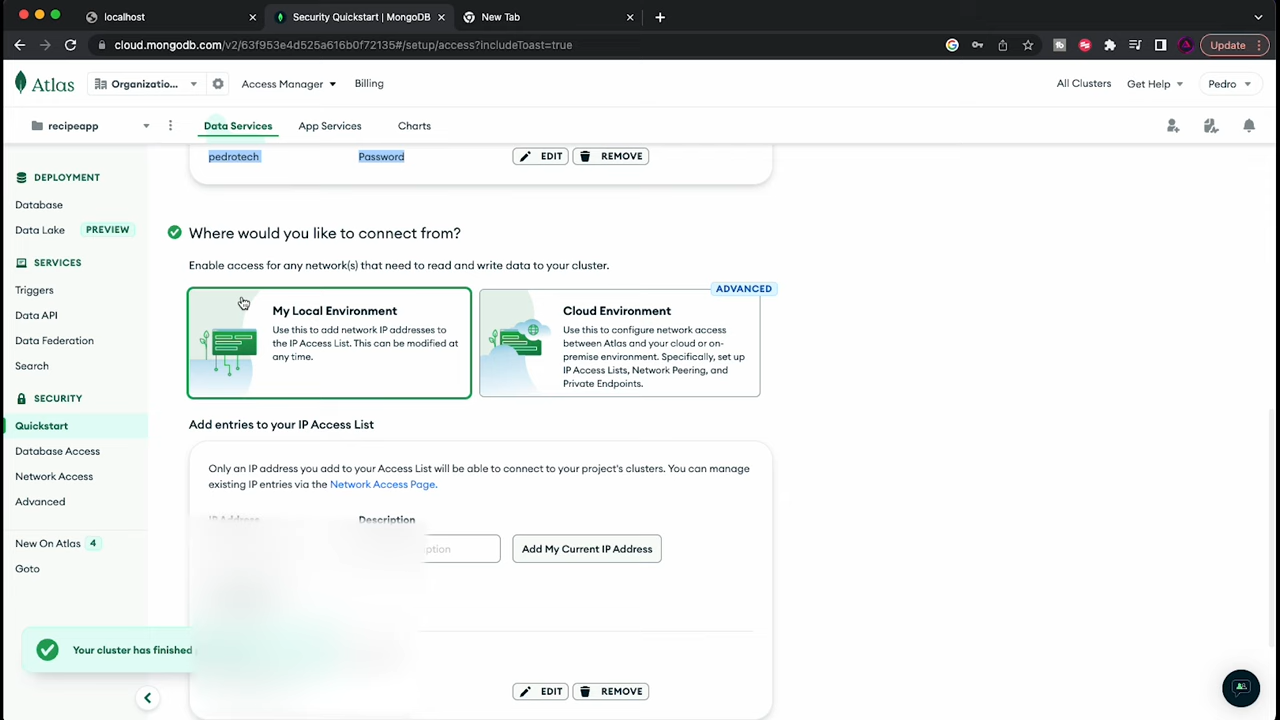 localhost
Security Quickstart | MongoDB
New Tab
cloud.mongodb.com/v2/63f953e4d525a616b0f72135#/setup/access?includeToast=true
Update
Atlas
Organizatio...
Access Manager
Billing
All Clusters
Get Help
Pedro
recipeapp
Data Services
App Services
Charts
pedrotech
Password
EDIT
REMOVE
DEPLOYMENT
Database
Data Lake
PREVIEW
SERVICES
Triggers
Data API
Data Federation
Search
SECURITY
Quickstart
Database Access
Network Access
Advanced
New On Atlas
4
Goto
Where would you like to connect from?
Enable access for any network(s) that need to read and write data to your cluster.
My Local Environment
Use this to add network IP addresses to
the IP Access List. This can be modified at
any time.
ADVANCED
Cloud Environment
Use this to configure network access
between Atlas and your cloud or on-
premise environment. Specifically, set up
IP Access Lists, Network Peering, and
Private Endpoints.
Add entries to your IP Access List
Only an IP address you add to your Access List will be able to connect to your project's clusters. You can manage
existing IP entries via the Network Access Page.
IP Address
Description
ption
Add My Current IP Address
Your cluster has finished
EDIT
REMOVE